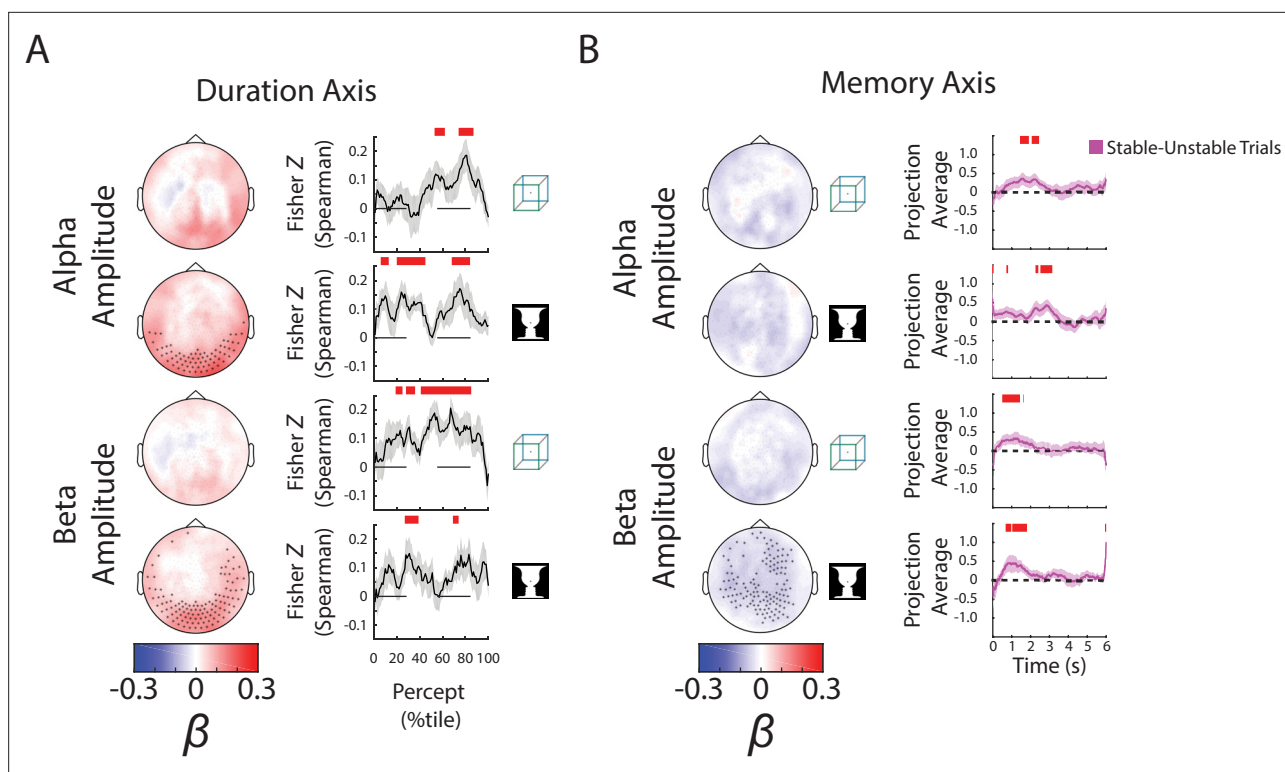 A
Duration Axis
Alpha
Amplitude
Fisher Z
(Spearman)
0.2
0.1
0
-0.1
Fisher Z
(Spearman)
0.2
0.1
0
-0.1
Beta
Amplitude
Fisher Z
(Spearman)
0.2
0.1
0
-0.1
Fisher Z
(Spearman)
0.2
0.1
0
-0.1
0 20 40 60 80 100
Percept
(%tile)
-0.3 0 0.3
β
B
Memory Axis
Stable-Unstable Trials
Alpha
Amplitude
Projection
Average
1.0
0.5
0
-0.5
-1.0
Projection
Average
1.0
0.5
0
-0.5
-1.0
Beta
Amplitude
Projection
Average
1.0
0.5
0
-0.5
-1.0
Projection
Average
1.0
0.5
0
-0.5
-1.0
0 1 2 3 4 5 6
Time (s)
-0.3 0 0.3
β